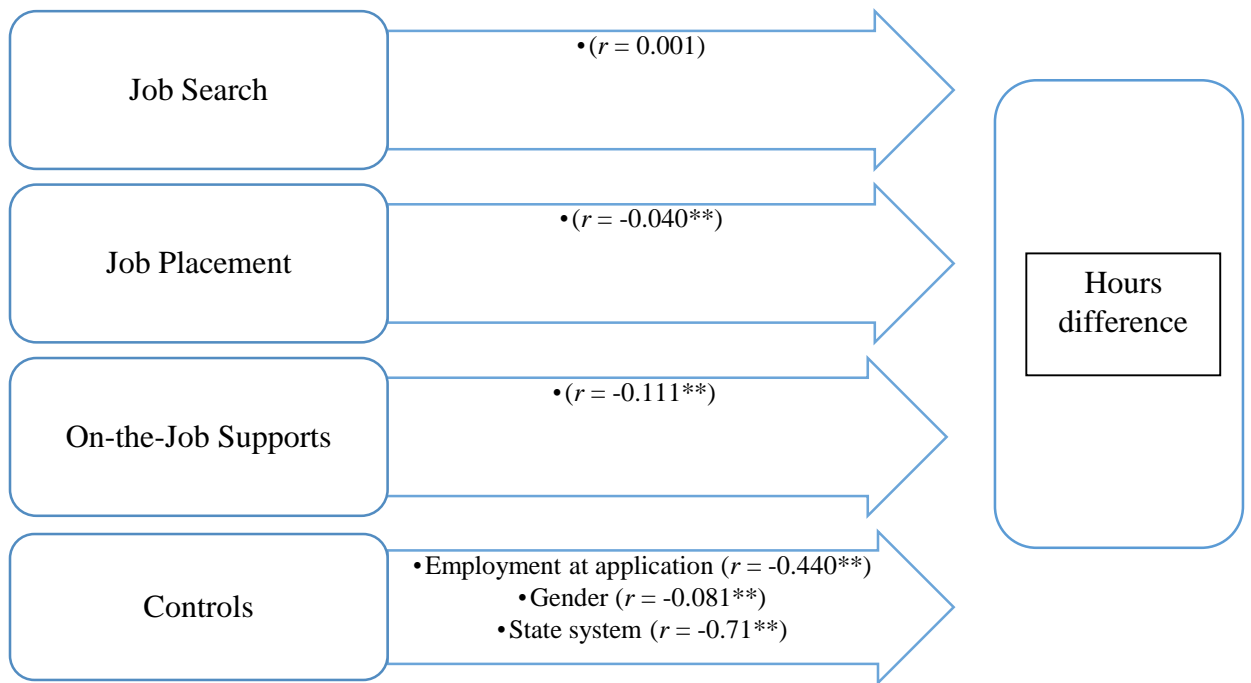 Job Search
•(r = 0.001)
Job Placement
•(r = -0.040**)
On-the-Job Supports
•(r = -0.111**)
Controls
•Employment at application (r = -0.440**)
•Gender (r = -0.081**)
•State system (r = -0.71**)
Hours
difference